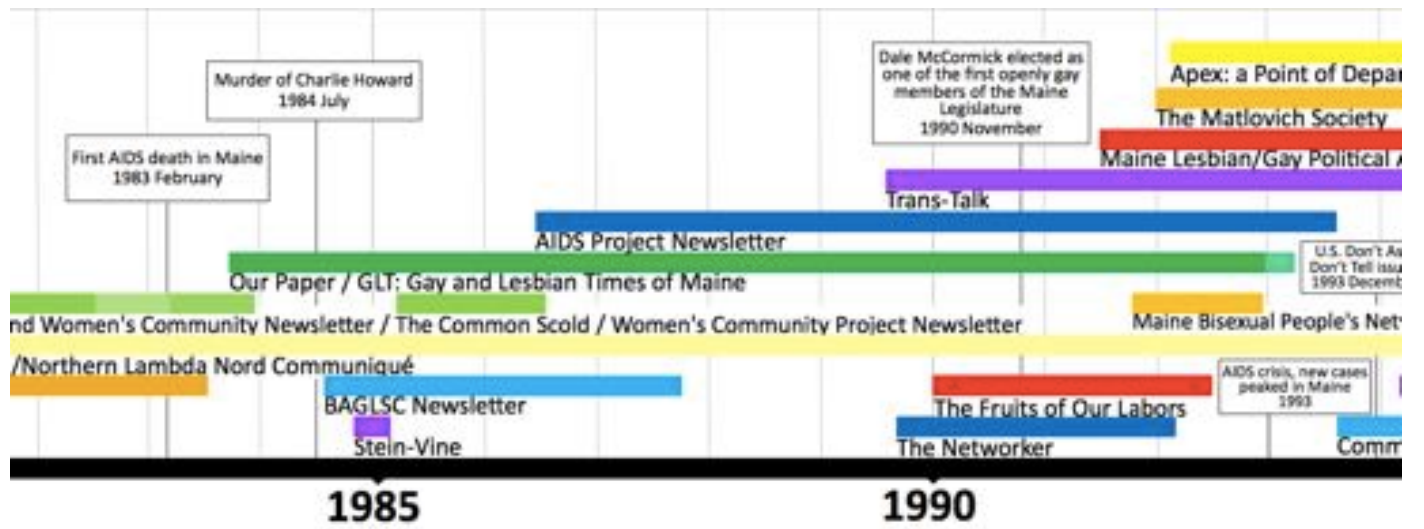 Dale McCormick elected as
one of the first openly gay
members of the Maine
Legislature
1990 November
Apex: a Point of Depar
Murder of Charlie Howard
1984 July
The Matlovich Society
First AIDS death in Maine
1983 February
Maine Lesbian/Gay Political A
Trans-Talk
AIDS Project Newsletter
U.S. Don't As
Don't Tell issu
1993 Decemb
Our Paper / GLT: Gay and Lesbian Times of Maine
nd Women's Community Newsletter / The Common Scold / Women's Community Project Newsletter
Maine Bisexual People's Net
/Northern Lambda Nord Communiqué
AIDS crisis, new cases
peaked in Maine
1993
BAGLSC Newsletter
The Fruits of Our Labors
Stein-Vine
The Networker
Comm
1985
1990